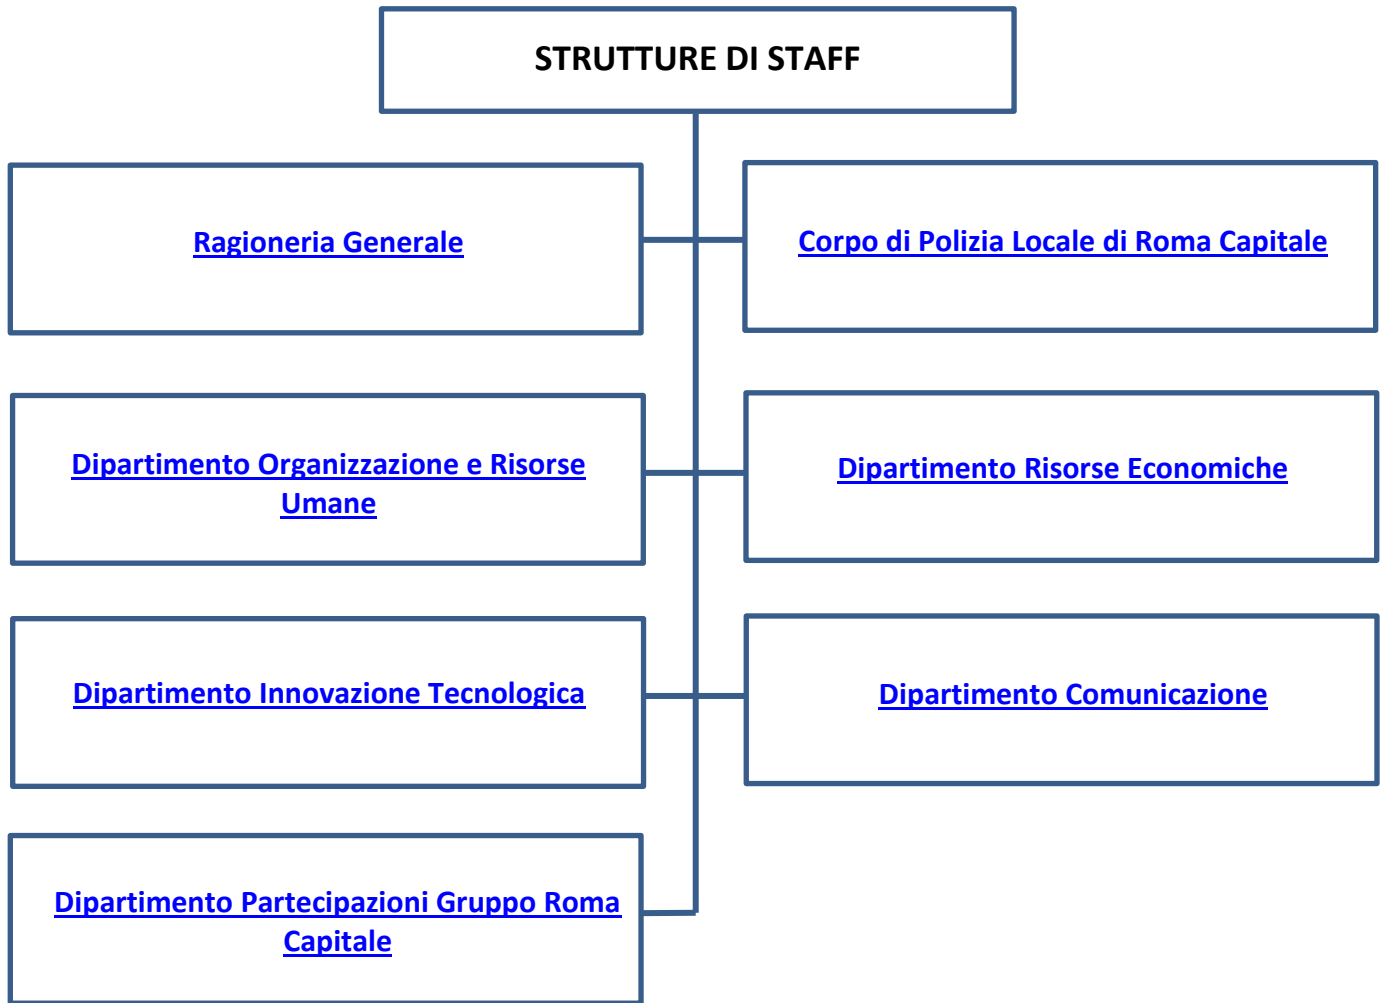 STRUTTURE DI STAFF
Ragioneria Generale
Corpo di Polizia Locale di Roma Capitale
Dipartimento Organizzazione e Risorse
Umane
Dipartimento Risorse Economiche
Dipartimento Innovazione Tecnologica
Dipartimento Comunicazione
Dipartimento Partecipazioni Gruppo Roma
Capitale